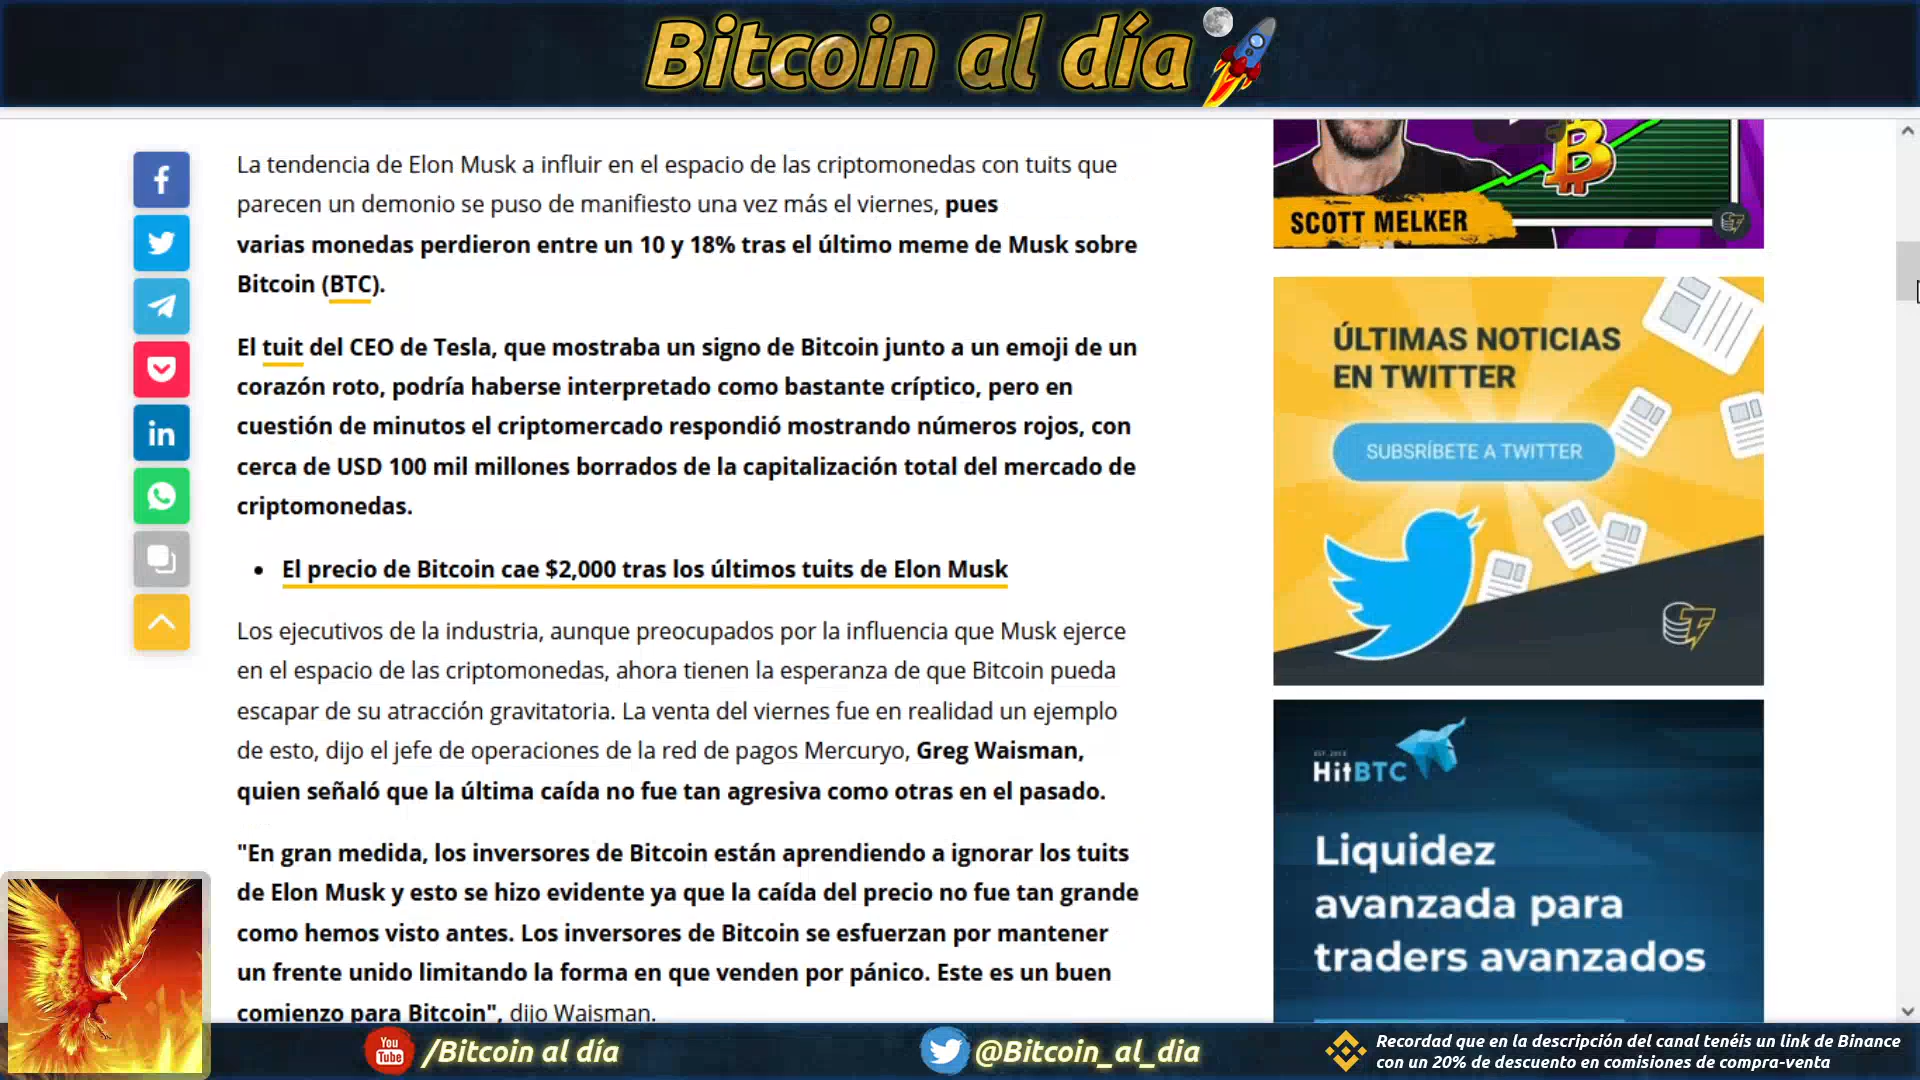 Bitcoin al día
La tendencia de Elon Musk a influir en el espacio de las criptomonedas con tuits que
parecen un demonio se puso de manifiesto una vez más el viernes, pues
varias monedas perdieron entre un 10 y 18% tras el último meme de Musk sobre
Bitcoin (BTC).
El tuit del CEO de Tesla, que mostraba un signo de Bitcoin junto a un emoji de un
corazón roto, podría haberse interpretado como bastante críptico, pero en
cuestión de minutos el criptomercado respondió mostrando números rojos, con
cerca de USD 100 mil millones borrados de la capitalización total del mercado de
criptomonedas.
• El precio de Bitcoin cae $2,000 tras los últimos tuits de Elon Musk
Los ejecutivos de la industria, aunque preocupados por la influencia que Musk ejerce
en el espacio de las criptomonedas, ahora tienen la esperanza de que Bitcoin pueda
escapar de su atracción gravitatoria. La venta del viernes fue en realidad un ejemplo
de esto, dijo el jefe de operaciones de la red de pagos Mercuryo, Greg Waisman,
quien señaló que la última caída no fue tan agresiva como otras en el pasado.
"En gran medida, los inversores de Bitcoin están aprendiendo a ignorar los tuits
de Elon Musk y esto se hizo evidente ya que la caída del precio no fue tan grande
como hemos visto antes. Los inversores de Bitcoin se esfuerzan por mantener
un frente unido limitando la forma en que venden por pánico. Este es un buen
comienzo para Bitcoin", dijo Waisman.
SCOTT MELKER
ÚLTIMAS NOTICIAS
EN TWITTER
SUBSRÍBETE A TWITTER
HitBTC
Liquidez
avanzada para
traders avanzados
You
Tube
/Bitcoin al día
@Bitcoin_al_dia
Recordad que en la descripción del canal tenéis un link de Binance
con un 20% de descuento en comisiones de compra-venta